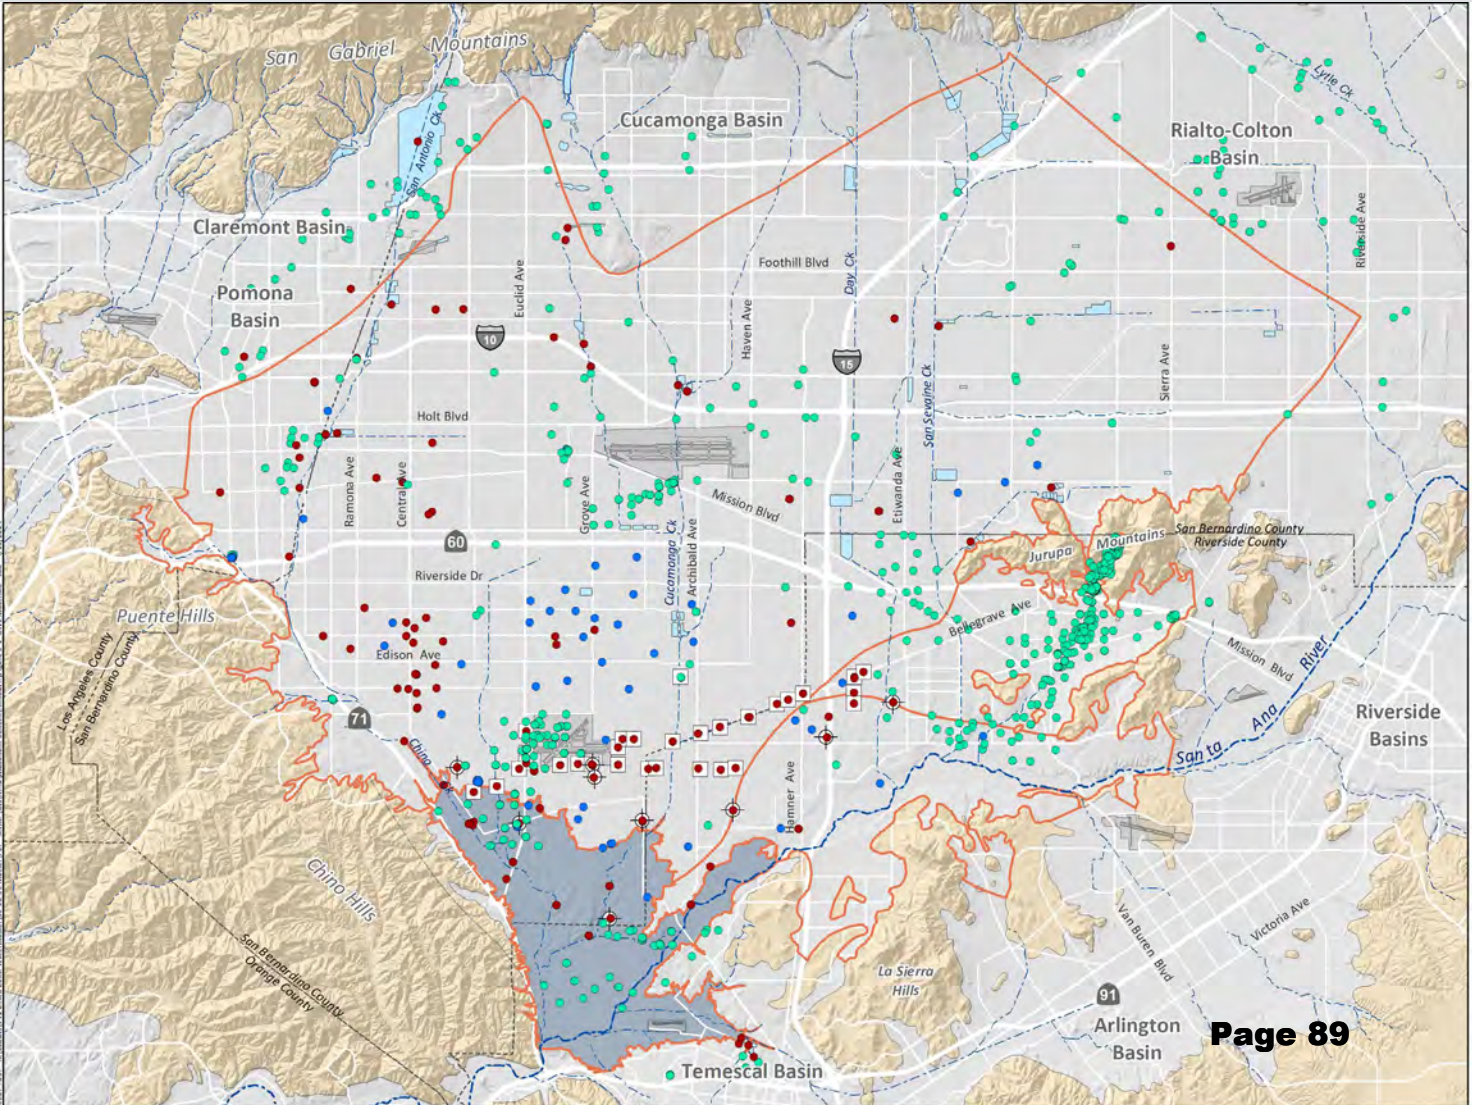 San Gabriel Mountains
San Antonio Ck
Cucamonga Basin
Lytle Ck
Rialto-Colton
Basin
Claremont Basin
Riverside Ave
Foothill Blvd
Day Ck
Euclid Ave
Pomona
Basin
Haven Ave
10
15
Sierra Ave
San Sevaine Ck
Holt Blvd
Ramona Ave
Central Ave
Grove Ave
Etiwanda Ave
Mission Blvd
Cucamonga Ck
Archibald Ave
60
San Bernardino County
Riverside County
Jurupa Mountains
Riverside Dr
Puente Hills
Bellegrave Ave
Los Angeles County
San Bernardino County
Edison Ave
Mission Blvd
71
Santa Ana River
Riverside
Basins
Chino
Hamner Ave
Chino Hills
Van Buren Blvd
Victoria Ave
San Bernardino County
Orange County
La Sierra
Hills
91
Arlington
Basin
Page 89
Temescal Basin